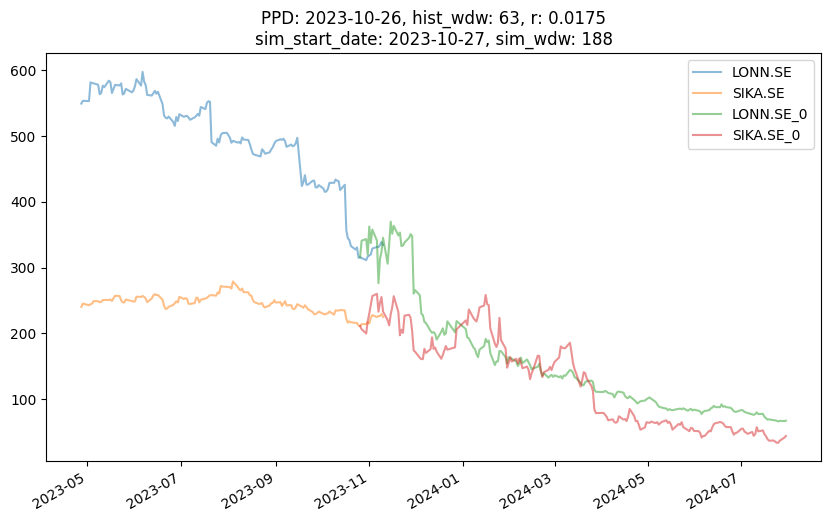 PPD: 2023-10-26, hist_wdw: 63, r: 0.0175
sim_start_date: 2023-10-27, sim_wdw: 188
LONN.SE
SIKA.SE
LONN.SE_0
SIKA.SE_0
600
500
400
300
200
100
2023-05
2023-07
2023-09
2023-11
2024-01
2024-03
2024-05
2024-07